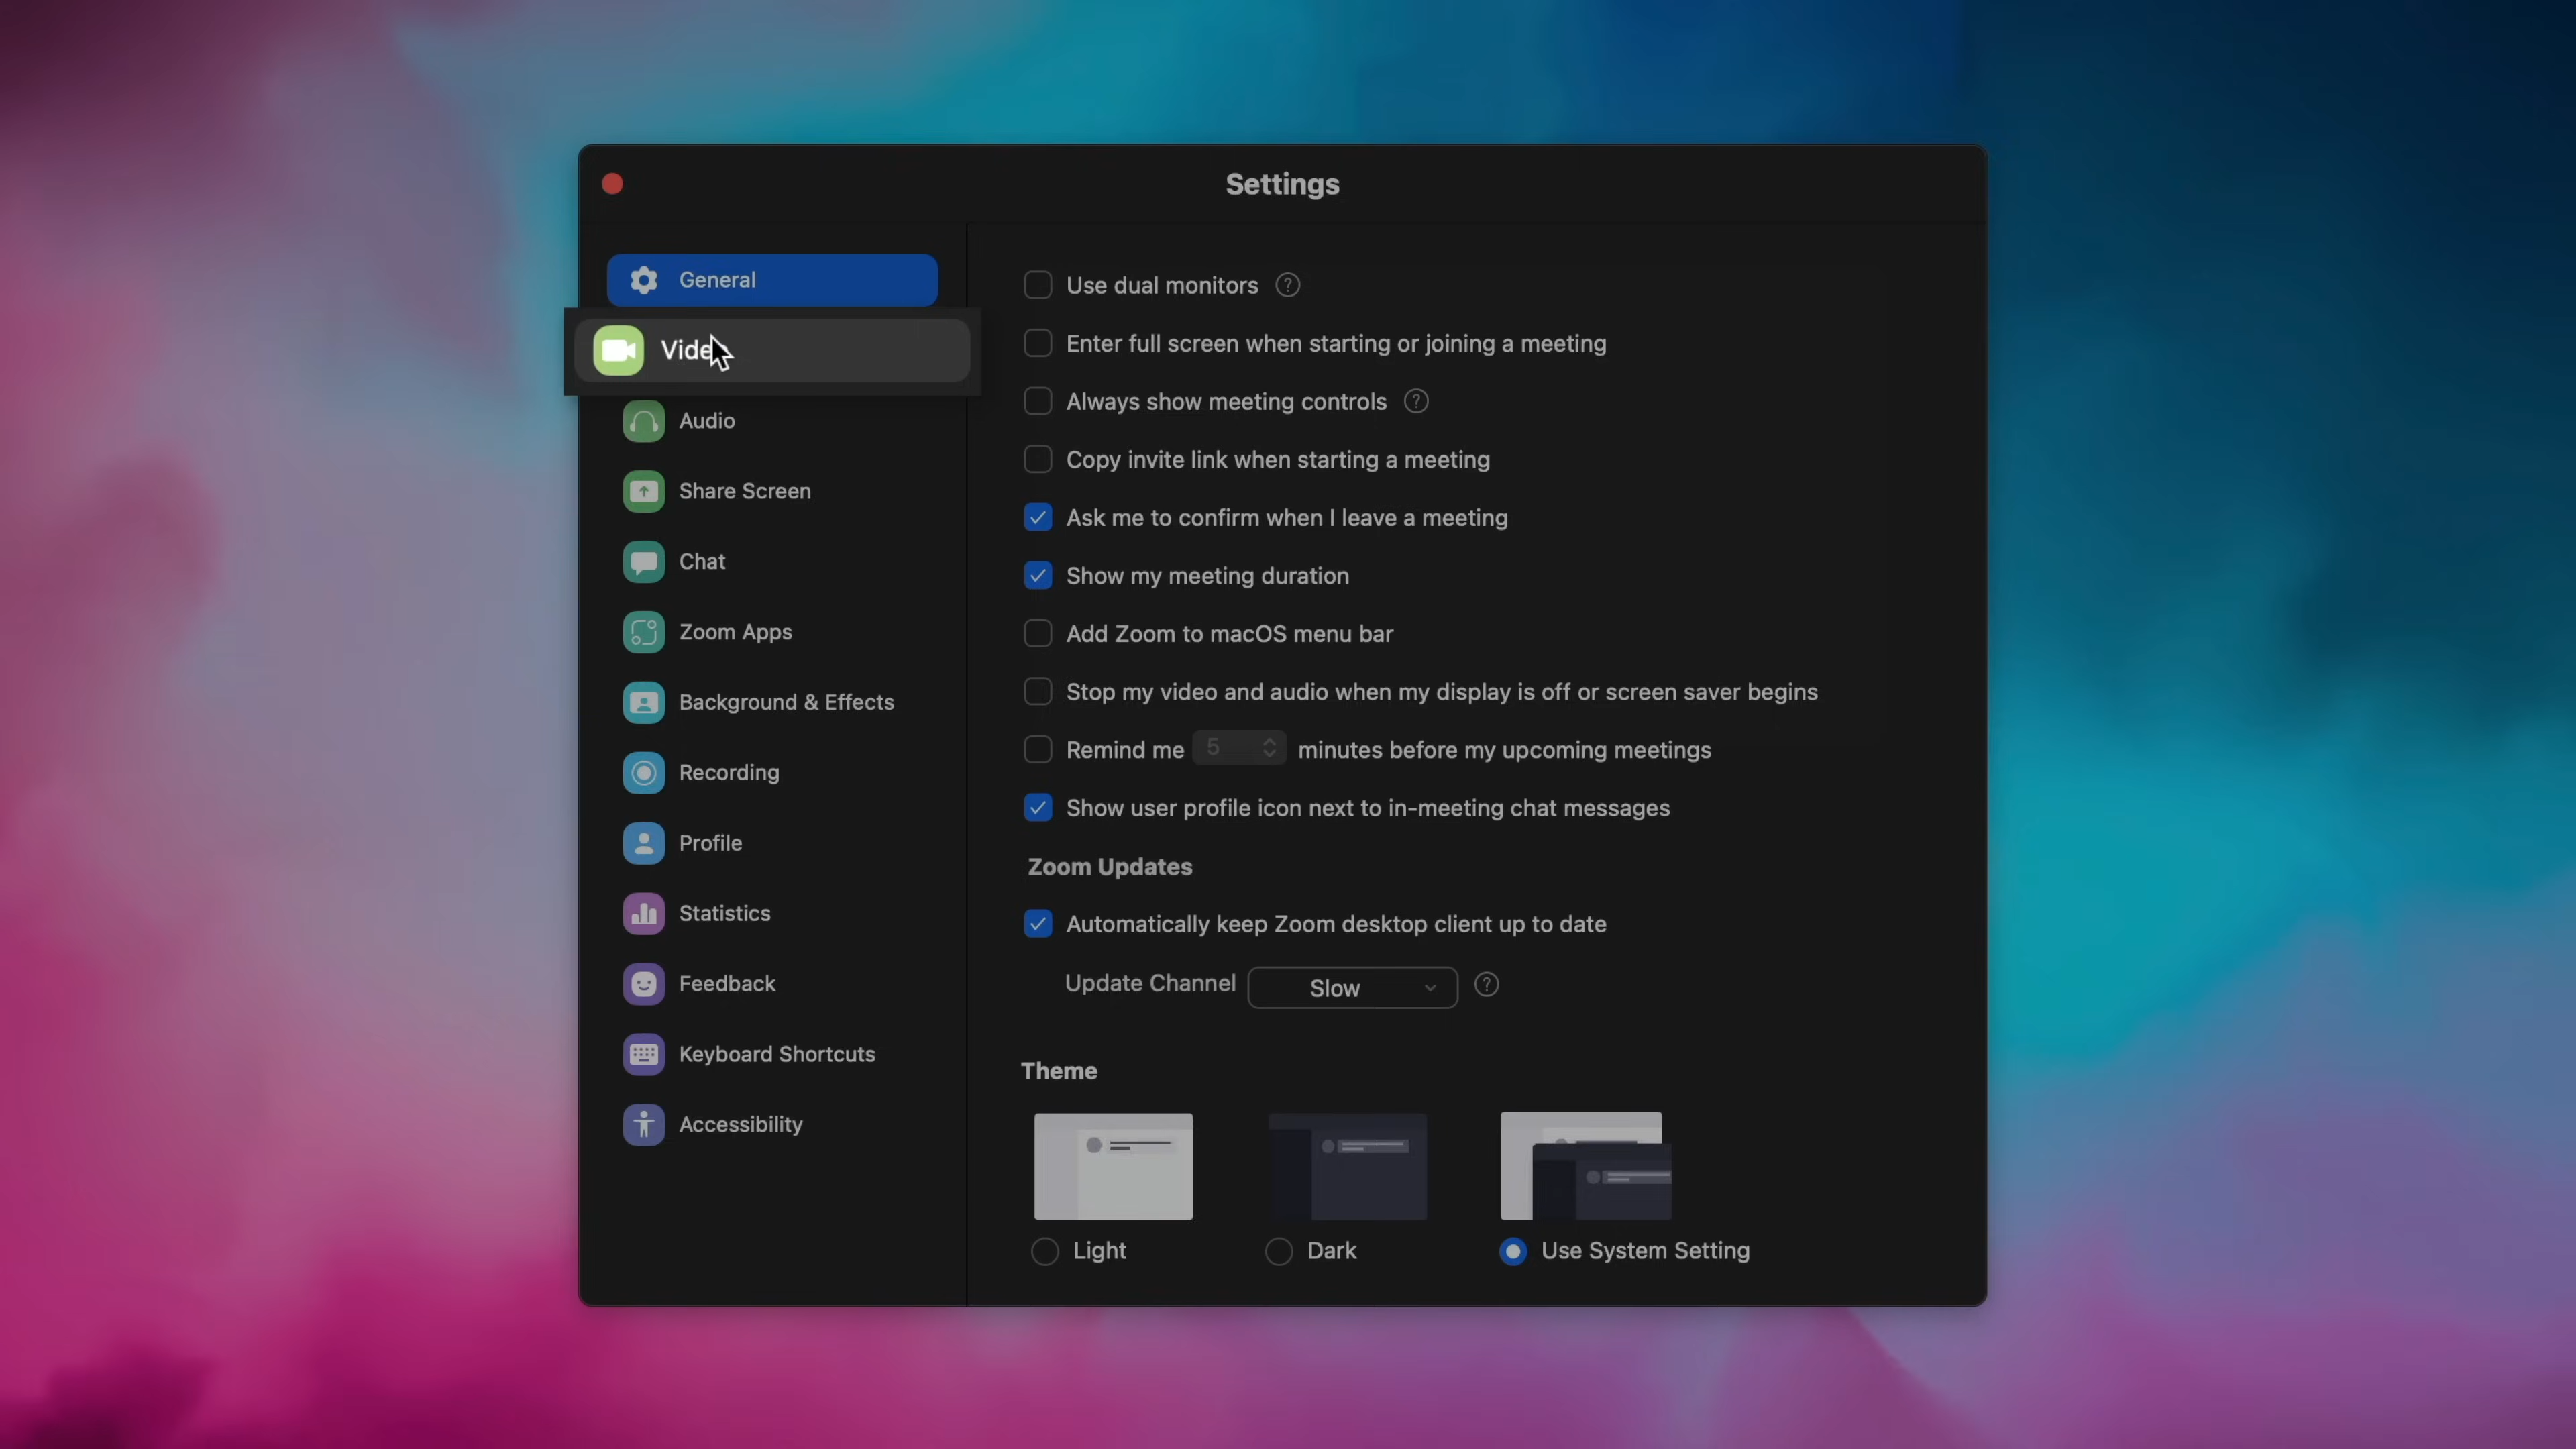 Settings
General
Video
Audio
Share Screen
Chat
Zoom Apps
Background & Effects
Recording
Profile
Statistics
Feedback
Keyboard Shortcuts
Accessibility
Use dual monitors ?
Enter full screen when starting or joining a meeting
Always show meeting controls ?
Copy invite link when starting a meeting
Ask me to confirm when I leave a meeting
Show my meeting duration
Add Zoom to macOS menu bar
Stop my video and audio when my display is off or screen saver begins
Remind me 5 minutes before my upcoming meetings
Show user profile icon next to in-meeting chat messages
Zoom Updates
Automatically keep Zoom desktop client up to date
Update Channel Slow ?
Theme
Light Dark Use System Setting